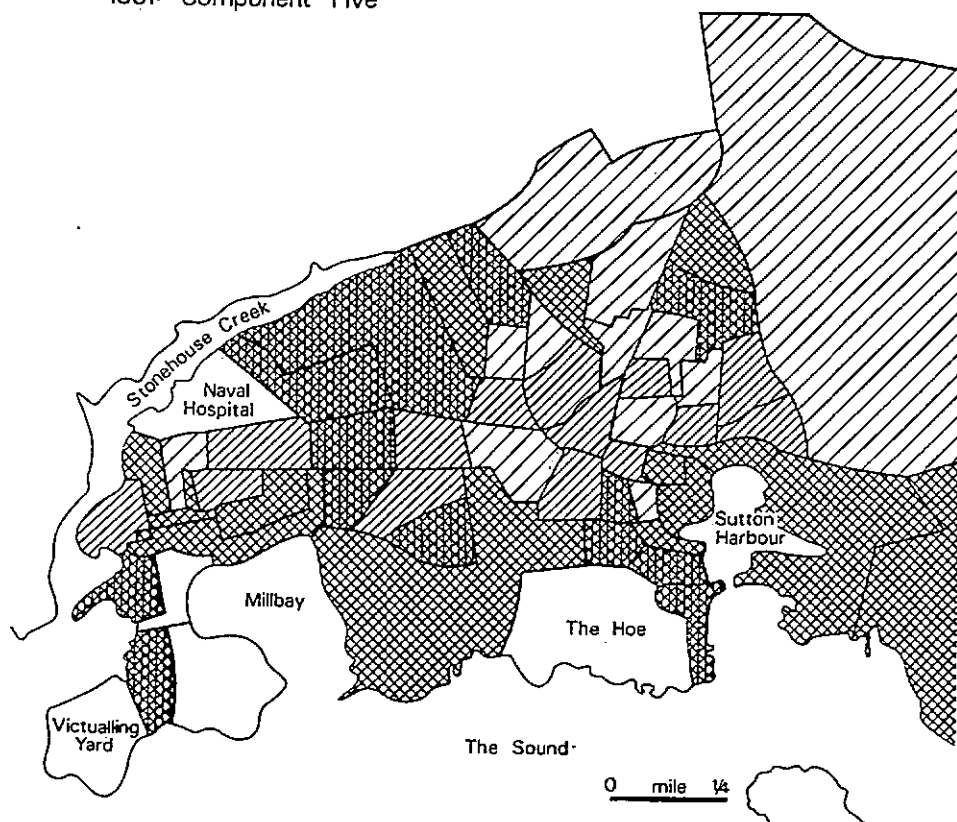 Component Five
Stonehouse Creek
Naval
Hospital
Sutton
Harbour
Millbay
The Hoe
Victualling
Yard
The Sound
0 mile ¼